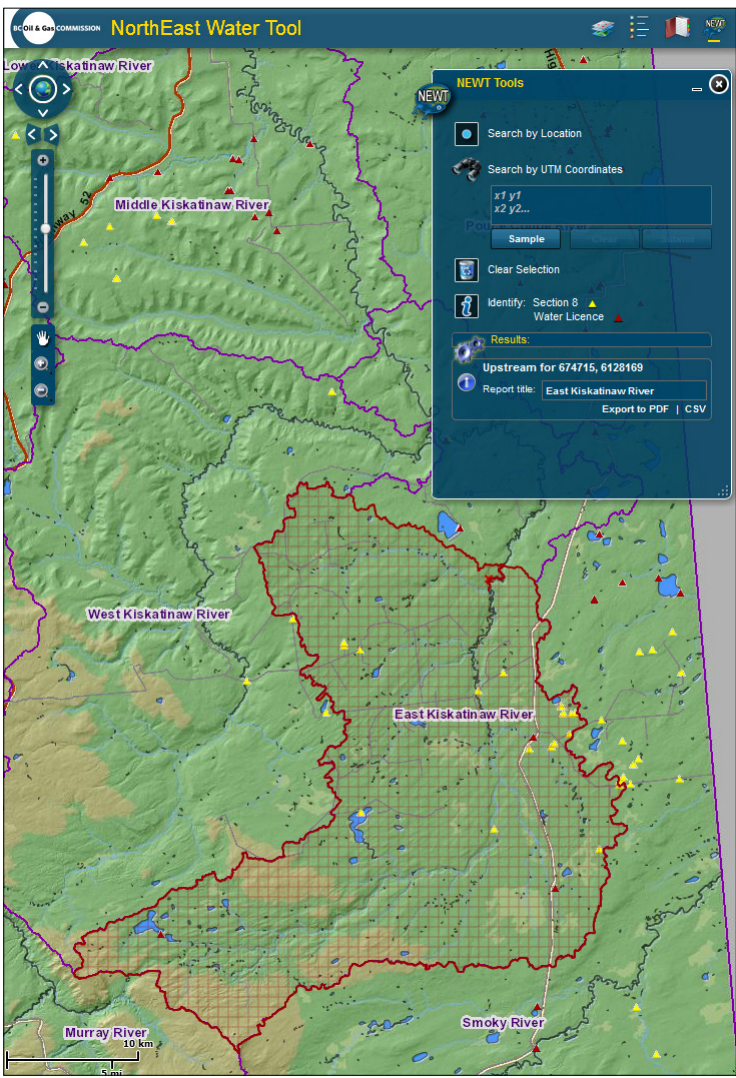 BC Oil & Gas COMMISSION NorthEast Water Tool
NEWT
Lower Kiskatinaw River
NEWT Tools
NEWT
Search by Location
Search by UTM Coordinates
x1 y1
x2 y2...
Sample
Clear Selection
Identify: Section 8
Water Licence
Results:
Upstream for 674715, 6128169
Report title: East Kiskatinaw River
Export to PDF | CSV
52
Middle Kiskatinaw River
West Kiskatinaw River
East Kiskatinaw River
Smoky River
Murray River
10 km
5 mi